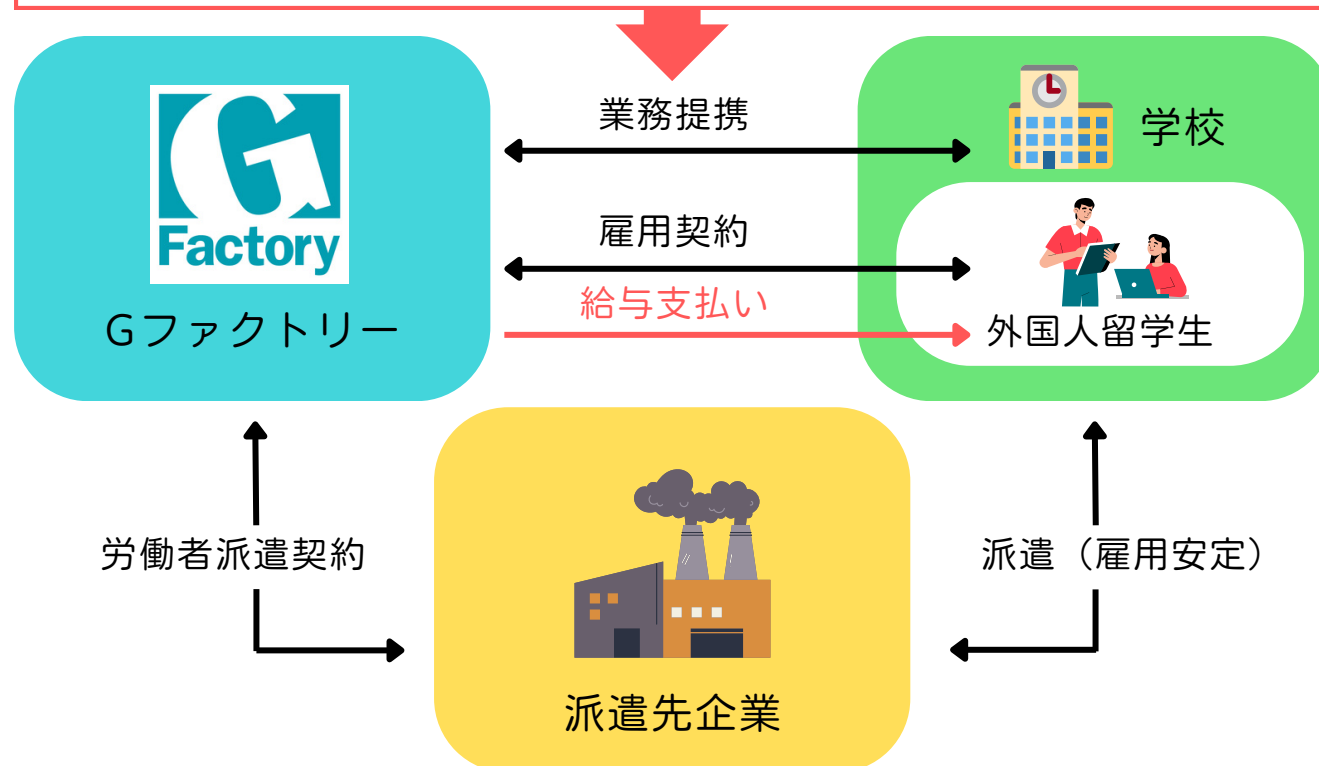 業務提携
学校
G
Factory
雇用契約
給与支払い
Gファクトリー
外国人留学生
労働者派遣契約
派遣（雇用安定）
派遣先企業